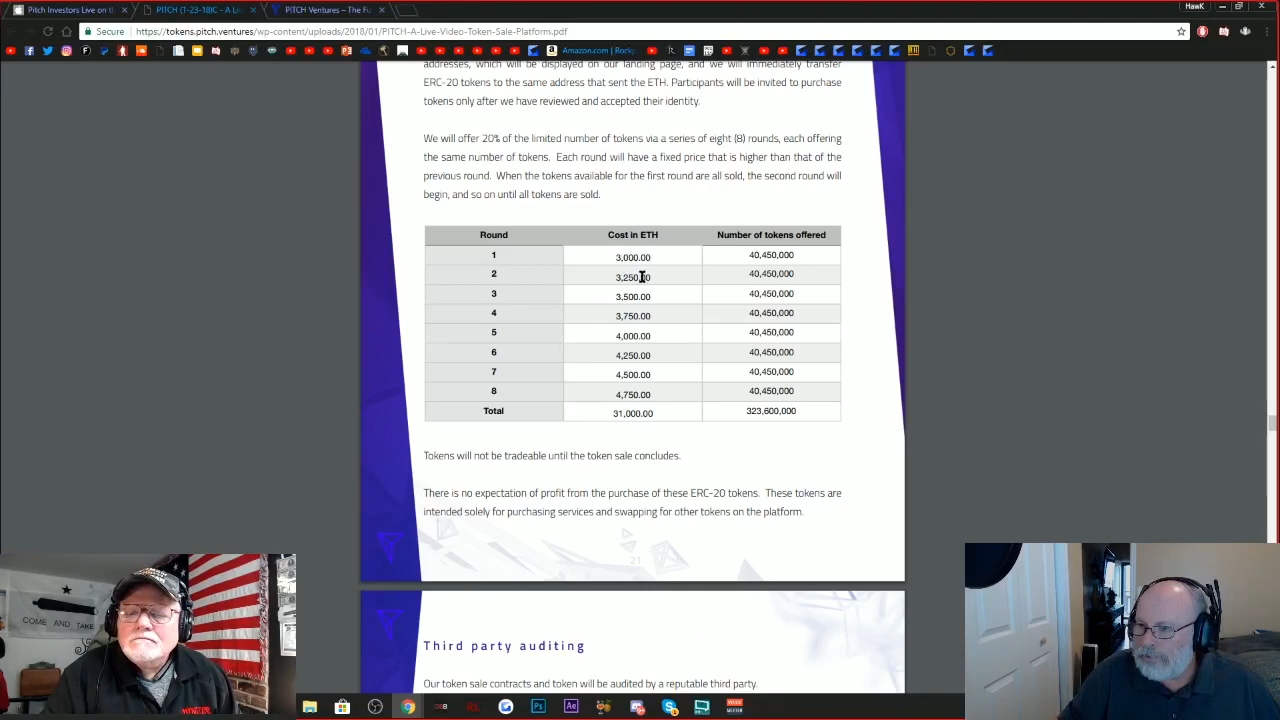 Pitch Investors Live on t
PITCH (1-23-18)C - A Li
PITCH Ventures – The Fu
HawK
Secure
https://tokens.pitch.ventures/wp-content/uploads/2018/01/PITCH-A-Live-Video-Token-Sale-Platform.pdf
Amazon.com | Rock
addresses, which will be displayed on our landing page, and we will immediately transfer
ERC-20 tokens to the same address that sent the ETH. Participants will be invited to purchase
tokens only after we have reviewed and accepted their identity.
We will offer 20% of the limited number of tokens via a series of eight (8) rounds, each offering
the same number of tokens. Each round will have a fixed price that is higher than that of the
previous round. When the tokens available for the first round are all sold, the second round will
begin, and so on until all tokens are sold.
Round Cost in ETH Number of tokens offered
1 3,000.00 40,450,000
2 3,250.00 40,450,000
3 3,500.00 40,450,000
4 3,750.00 40,450,000
5 4,000.00 40,450,000
6 4,250.00 40,450,000
7 4,500.00 40,450,000
8 4,750.00 40,450,000
Total 31,000.00 323,600,000
Tokens will not be tradeable until the token sale concludes.
There is no expectation of profit from the purchase of these ERC-20 tokens. These tokens are
intended solely for purchasing services and swapping for other tokens on the platform.
21
COME AND TAKE
Third party auditing
Our token sale contracts and token will be audited by a reputable third party.